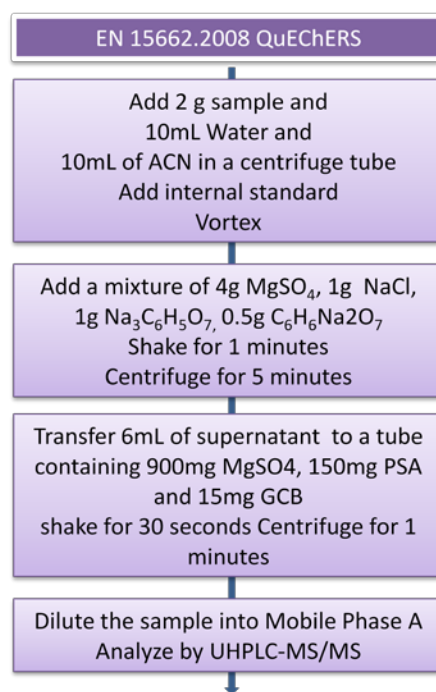 EN 15662.2008 QuEChERS
Add 2 g sample and
10mL Water and
10mL of ACN in a centrifuge tube
Add internal standard
Vortex
Add a mixture of 4g MgSO₄, 1g NaCl,
1g Na₃C₆H₅O₇, 0.5g C₆H₆Na2O₇
Shake for 1 minutes
Centrifuge for 5 minutes
Transfer 6mL of supernatant to a tube
containing 900mg MgSO4, 150mg PSA
and 15mg GCB
shake for 30 seconds Centrifuge for 1
minutes
Dilute the sample into Mobile Phase A
Analyze by UHPLC-MS/MS